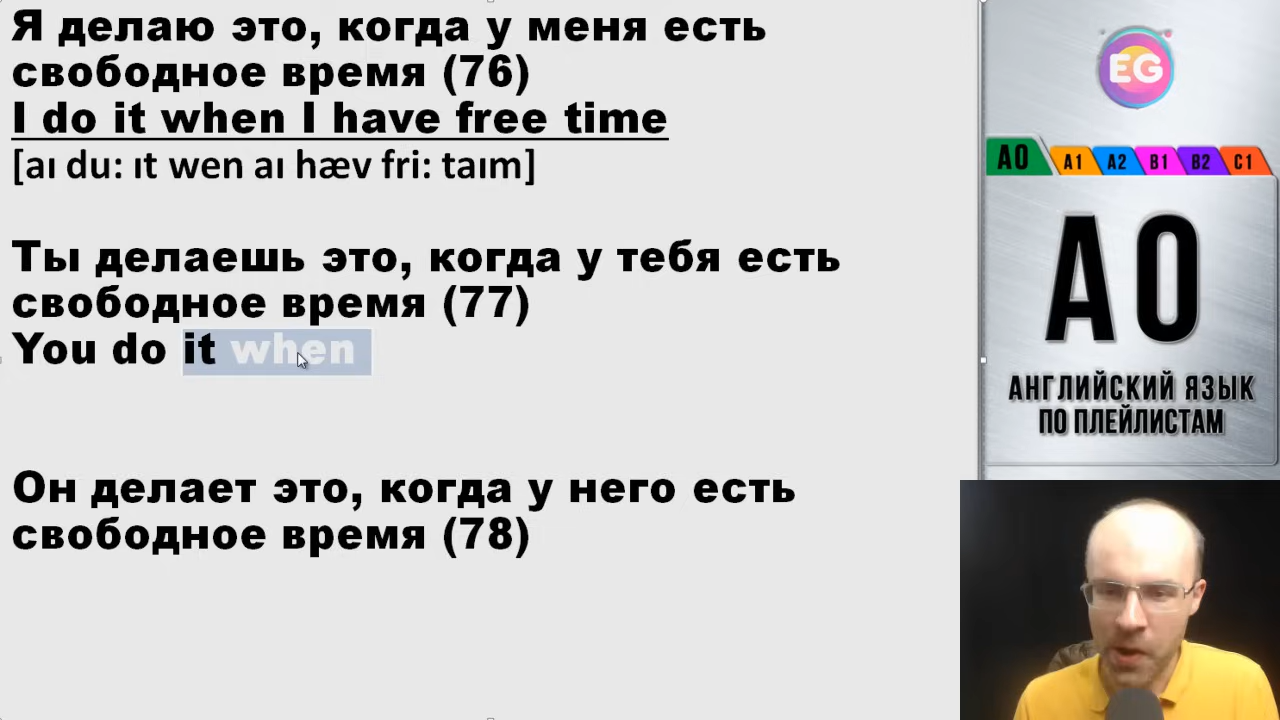 Я делаю это, когда у меня есть
свободное время (76)
I do it when I have free time
[aɪ du: ɪt wen aɪ hæv fri: taɪm]
Ты делаешь это, когда у тебя есть
свободное время (77)
You do it when
Он делает это, когда у него есть
свободное время (78)
EG
A0 A1 A2 B1 B2 C1
A0
АНГЛИЙСКИЙ ЯЗЫК
ПО ПЛЕЙЛИСТАМ